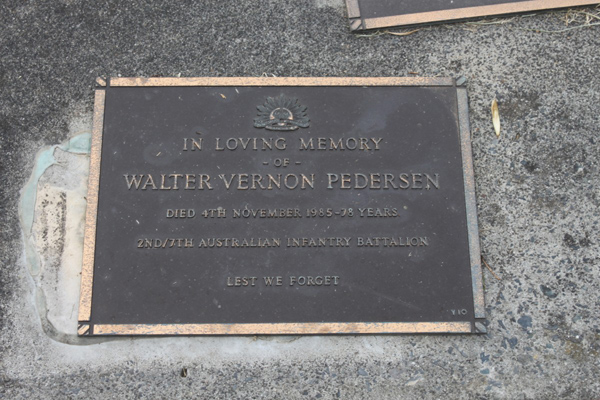 IN LOVING MEMORY
- OF -
WALTER VERNON PEDERSEN
DIED 4TH NOVEMBER 1985-78 YEARS
2ND/7TH AUSTRALIAN INFANTRY BATTALION
LEST WE FORGET